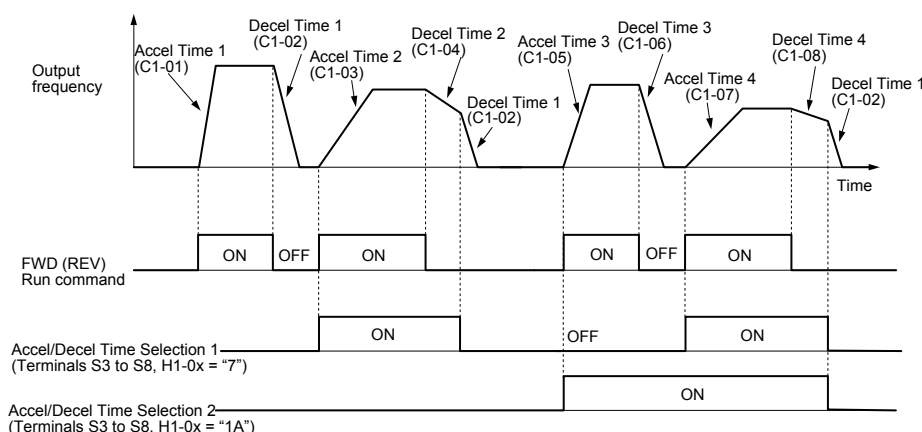 Accel Time 1
(C1-01)
Decel Time 1
(C1-02)
Accel Time 2
(C1-03)
Decel Time 2
(C1-04)
Decel Time 1
(C1-02)
Accel Time 3
(C1-05)
Decel Time 3
(C1-06)
Accel Time 4
(C1-07)
Decel Time 4
(C1-08)
Decel Time 1
(C1-02)
Output
frequency
Time
FWD (REV)
Run command
ON
OFF
ON
ON
OFF
ON
Accel/Decel Time Selection 1
(Terminals S3 to S8, H1-0x = “7”)
ON
OFF
ON
Accel/Decel Time Selection 2
(Terminals S3 to S8, H1-0x = “1A”)
ON